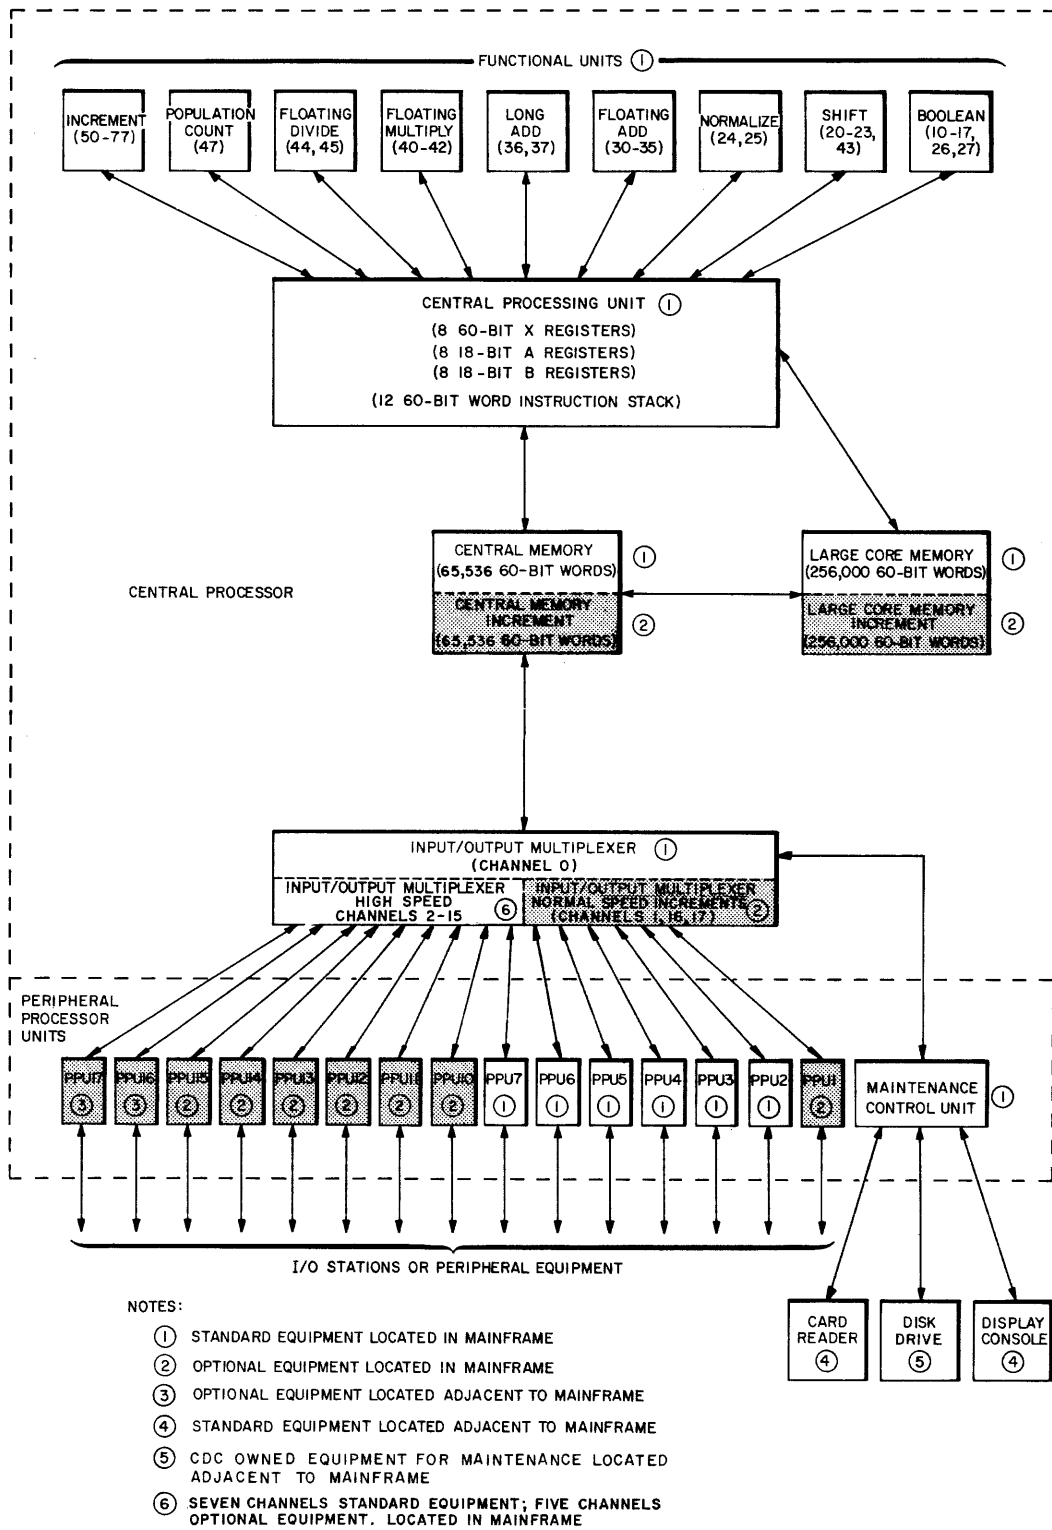 FUNCTIONAL UNITS ①
INCREMENT
(50-77)
POPULATION
COUNT
(47)
FLOATING
DIVIDE
(44,45)
FLOATING
MULTIPLY
(40-42)
LONG
ADD
(36,37)
FLOATING
ADD
(30-35)
NORMALIZE
(24,25)
SHIFT
(20-23,
43)
BOOLEAN
(10-17,
26,27)
CENTRAL PROCESSING UNIT ①
(8 60-BIT X REGISTERS)
(8 18-BIT A REGISTERS)
(8 18-BIT B REGISTERS)
(12 60-BIT WORD INSTRUCTION STACK)
CENTRAL PROCESSOR
CENTRAL MEMORY
(65,536 60-BIT WORDS)
①
CENTRAL MEMORY
INCREMENT
(65,536 60-BIT WORDS)
②
LARGE CORE MEMORY
(256,000 60-BIT WORDS)
①
LARGE CORE MEMORY
INCREMENT
(256,000 60-BIT WORDS)
②
INPUT/OUTPUT MULTIPLEXER ①
(CHANNEL 0)
INPUT/OUTPUT MULTIPLEXER
HIGH SPEED
CHANNELS 2-15
⑥
INPUT/OUTPUT MULTIPLEXER
NORMAL SPEED INCREMENTS
(CHANNELS 1,16,17)
②
PERIPHERAL
PROCESSOR
UNITS
PPU17
③
PPU16
③
PPU15
②
PPU14
②
PPU13
②
PPU12
②
PPU11
②
PPU10
②
PPU7
①
PPU6
①
PPU5
①
PPU4
①
PPU3
①
PPU2
①
PPU1
②
MAINTENANCE
CONTROL UNIT
①
I/O STATIONS OR PERIPHERAL EQUIPMENT
CARD
READER
④
DISK
DRIVE
⑤
DISPLAY
CONSOLE
④
NOTES:
① STANDARD EQUIPMENT LOCATED IN MAINFRAME
② OPTIONAL EQUIPMENT LOCATED IN MAINFRAME
③ OPTIONAL EQUIPMENT LOCATED ADJACENT TO MAINFRAME
④ STANDARD EQUIPMENT LOCATED ADJACENT TO MAINFRAME
⑤ CDC OWNED EQUIPMENT FOR MAINTENANCE LOCATED
ADJACENT TO MAINFRAME
⑥ SEVEN CHANNELS STANDARD EQUIPMENT; FIVE CHANNELS
OPTIONAL EQUIPMENT. LOCATED IN MAINFRAME